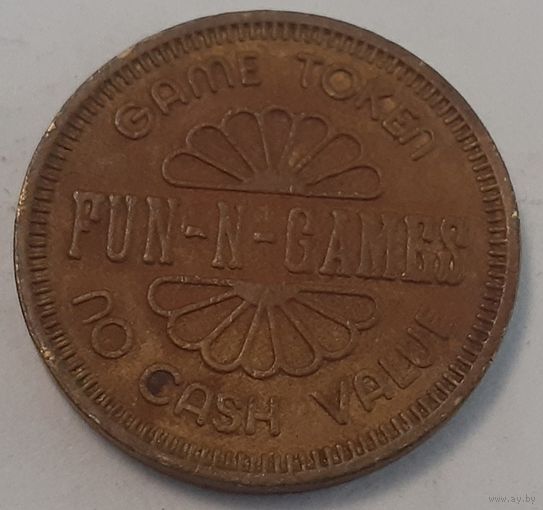 GAME TOKEN
FUN-N-GAMES
NO CASH VALUE
www.ay.by